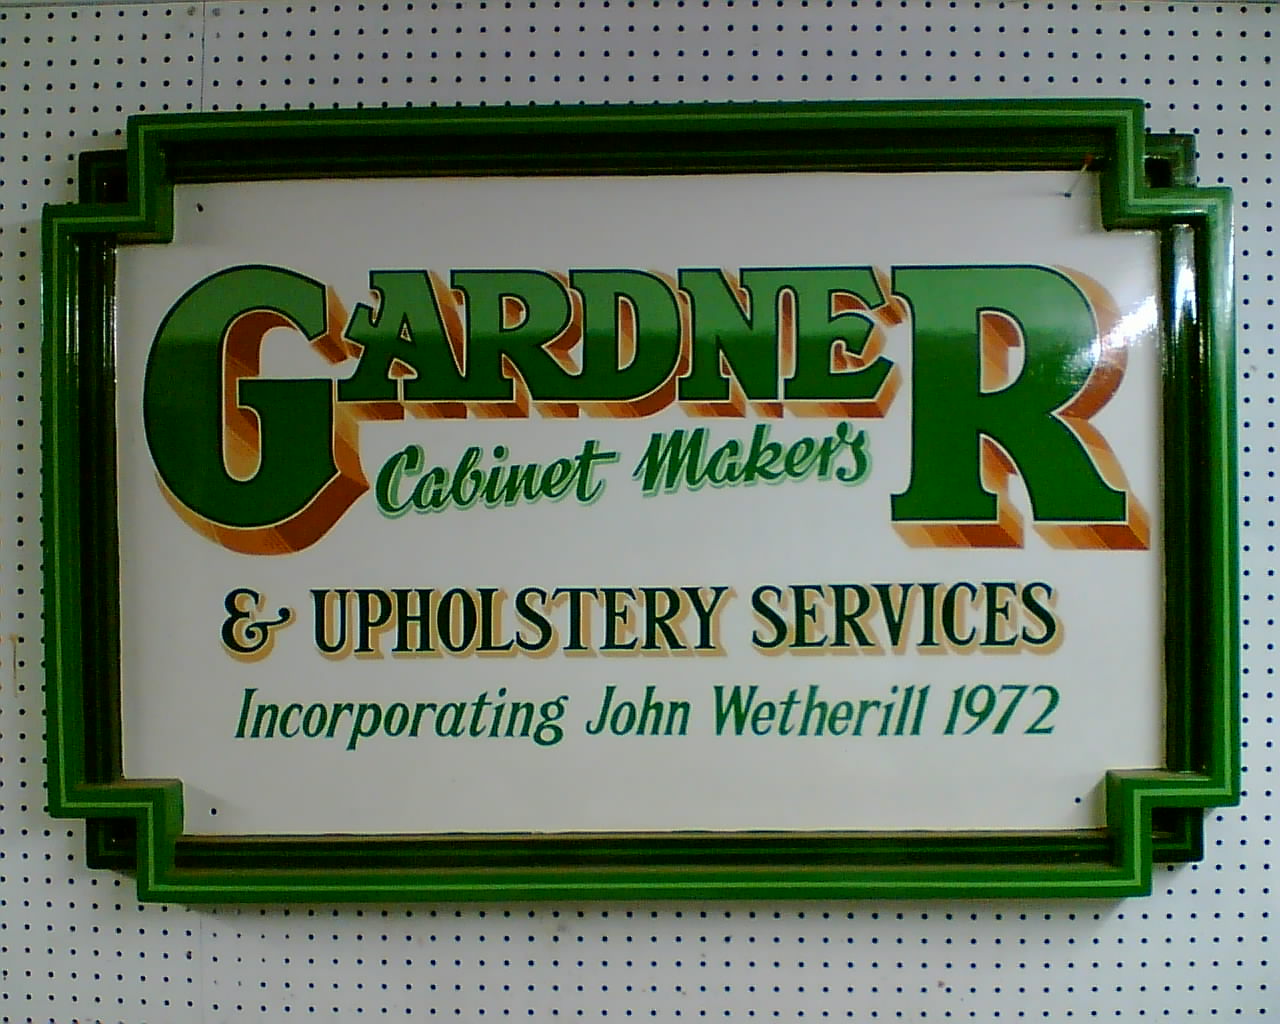 GARDNER
Cabinet Makers
& UPHOLSTERY SERVICES
Incorporating John Wetherill 1972